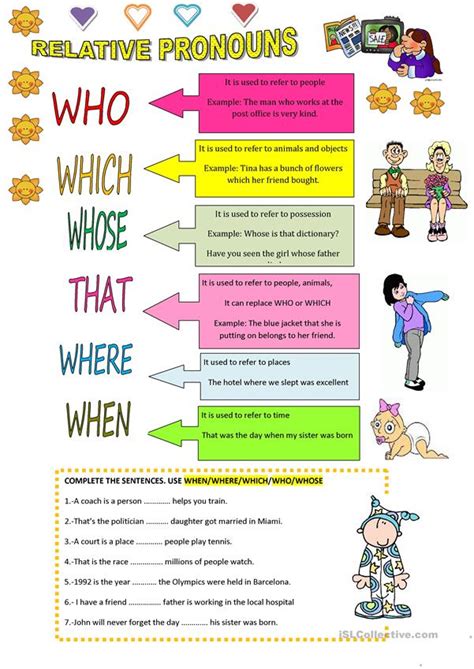 RELATIVE PRONOUNS
SALE
WHO
It is used to refer to people
Example: The man who works at the
post office is very kind.
WHICH
It is used to refer to animals and objects
Example: Tina has a bunch of flowers
which her friend bought.
WHOSE
It is used to refer to possession
Example: Whose is that dictionary?
Have you seen the girl whose father
THAT
It is used to refer to people, animals,
It can replace WHO or WHICH
Example: The blue jacket that she is
putting on belongs to her friend.
WHERE
It used to refer to places
The hotel where we slept was excellent
WHEN
It is used to refer to time
That was the day when my sister was born
COMPLETE THE SENTENCES. USE WHEN/WHERE/WHICH/WHO/WHOSE
1.-A coach is a person ............. helps you train.
2.-That's the politician ............. daughter got married in Miami.
3.-A court is a place ............. people play tennis.
4.-That is the race ............. millions of people watch.
5.-1992 is the year ............. the Olympics were held in Barcelona.
6.- I have a friend ............. father is working in the local hospital
7.-John will never forget the day ............. his sister was born.
iSLCollective.com